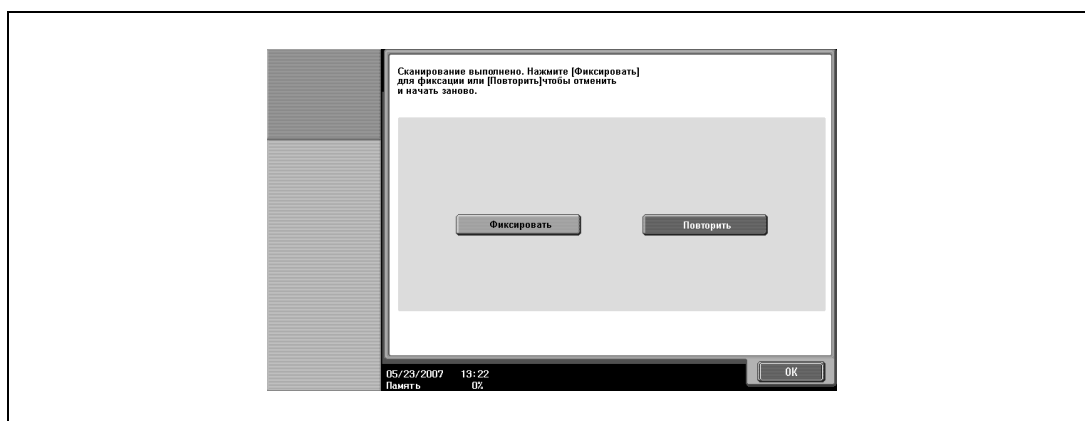 Сканирование выполнено. Нажмите [Фиксировать]
для фиксации или [Повторить]чтобы отменить
и начать заново.
Фиксировать Повторить
05/23/2007 13:22
Память 0%
OK